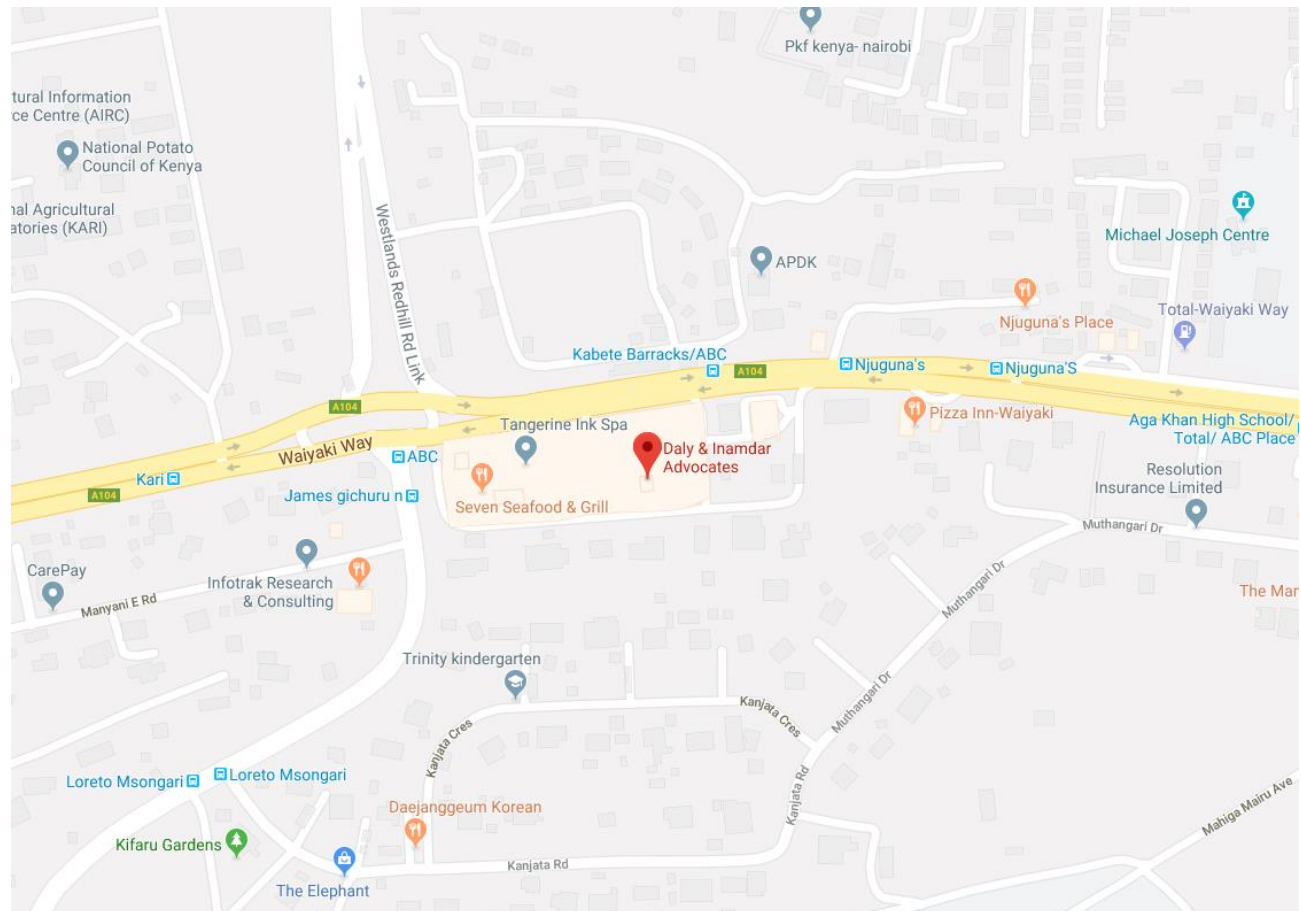 Pkf kenya- nairobi
tural Information
ce Centre (AIRC)
National Potato
Council of Kenya
nal Agricultural
atories (KARI)
Westlands Redhill Rd Link
Michael Joseph Centre
APDK
Njuguna's Place
Total-Waiyaki Way
Kabete Barracks/ABC
A104
Njuguna's
Njuguna'S
A104
Pizza Inn-Waiyaki
Aga Khan High School/
Total/ ABC Place
Tangerine Ink Spa
Daly & Inamdar
Advocates
Waiyaki Way
ABC
Kari
A104
James gichuru n
Seven Seafood & Grill
Resolution
Insurance Limited
Muthangari Dr
CarePay
Infotrak Research
& Consulting
Manyani E Rd
Muthangari Dr
The Mar
Trinity kindergarten
Kanjata Cres
Muthangari Dr
Kanjata Cres
Loreto Msongari
Loreto Msongari
Kanjata Rd
Mahiga Mairu Ave
Daejanggeum Korean
Kifaru Gardens
Kanjata Rd
The Elephant